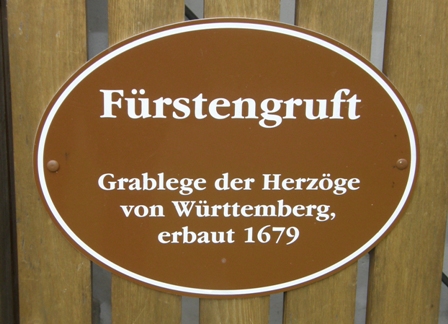 Fürstengruft
Grablege der Herzöge
von Württemberg,
erbaut 1679